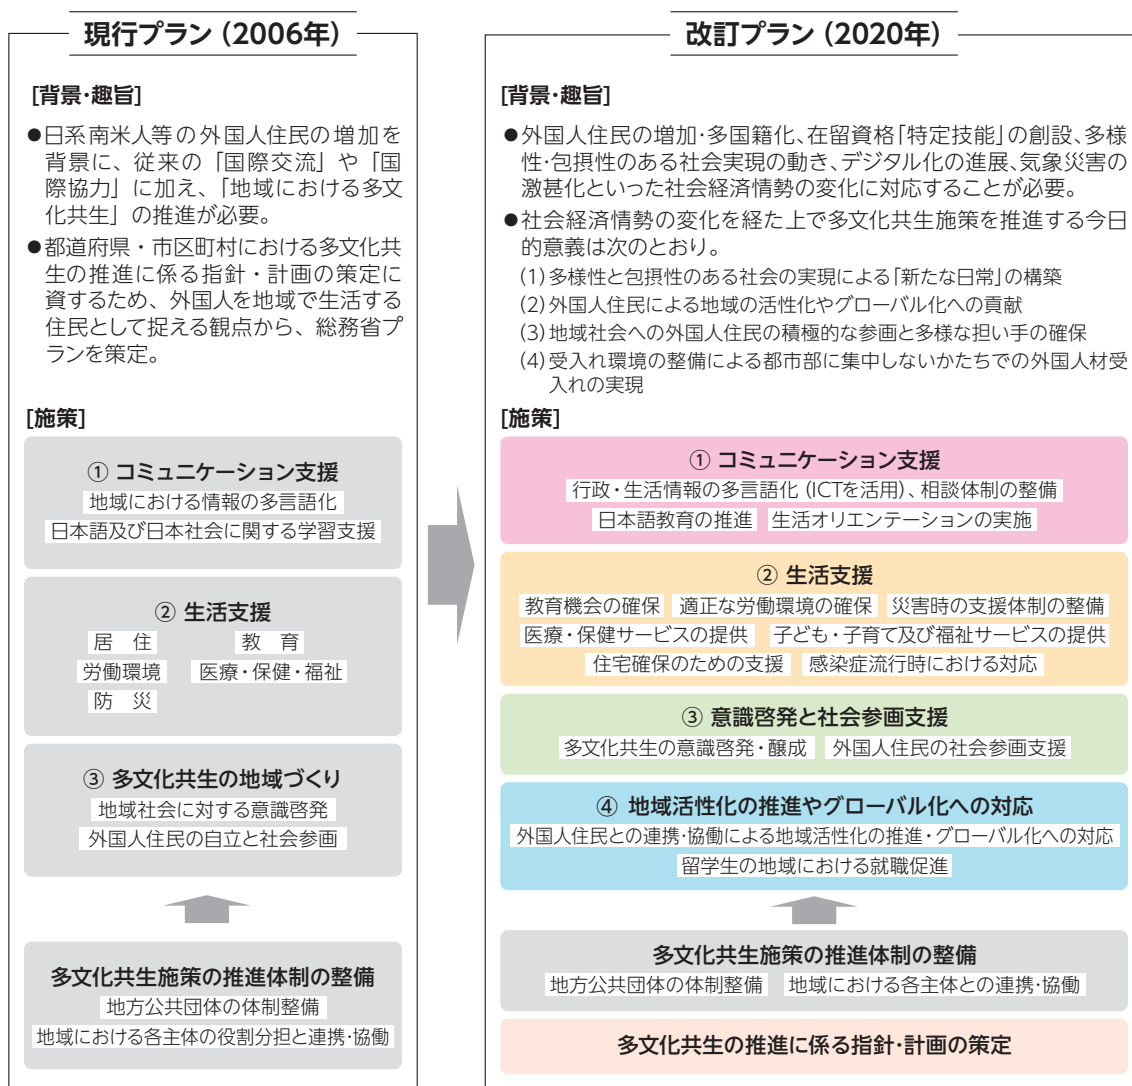 現行プラン（2006年）
[背景・趣旨]
●日系南米人等の外国人住民の増加を
背景に、従来の「国際交流」や「国
際協力」に加え、「地域における多文
化共生」の推進が必要。
●都道府県・市区町村における多文化共
生の推進に係る指針・計画の策定に
資するため、外国人を地域で生活する
住民として捉える観点から、総務省プ
ランを策定。
[施策]
① コミュニケーション支援
地域における情報の多言語化
日本語及び日本社会に関する学習支援
② 生活支援
居　住　教　育
労働環境　医療・保健・福祉
防　災
③ 多文化共生の地域づくり
地域社会に対する意識啓発
外国人住民の自立と社会参画
多文化共生施策の推進体制の整備
地方公共団体の体制整備
地域における各主体の役割分担と連携・協働
改訂プラン（2020年）
[背景・趣旨]
●外国人住民の増加・多国籍化、在留資格「特定技能」の創設、多様
性・包摂性のある社会実現の動き、デジタル化の進展、気象災害の
激甚化といった社会経済情勢の変化に対応することが必要。
●社会経済情勢の変化を経た上で多文化共生施策を推進する今日
的意義は次のとおり。
(1)多様性と包摂性のある社会の実現による「新たな日常」の構築
(2)外国人住民による地域の活性化やグローバル化への貢献
(3)地域社会への外国人住民の積極的な参画と多様な担い手の確保
(4)受入れ環境の整備による都市部に集中しないかたちでの外国人材受
入れの実現
[施策]
① コミュニケーション支援
行政・生活情報の多言語化（ICTを活用）、相談体制の整備
日本語教育の推進　生活オリエンテーションの実施
② 生活支援
教育機会の確保　適正な労働環境の確保　災害時の支援体制の整備
医療・保健サービスの提供　子ども・子育て及び福祉サービスの提供
住宅確保のための支援　感染症流行時における対応
③ 意識啓発と社会参画支援
多文化共生の意識啓発・醸成　外国人住民の社会参画支援
④ 地域活性化の推進やグローバル化への対応
外国人住民との連携・協働による地域活性化の推進・グローバル化への対応
留学生の地域における就職促進
多文化共生施策の推進体制の整備
地方公共団体の体制整備　地域における各主体との連携・協働
多文化共生の推進に係る指針・計画の策定